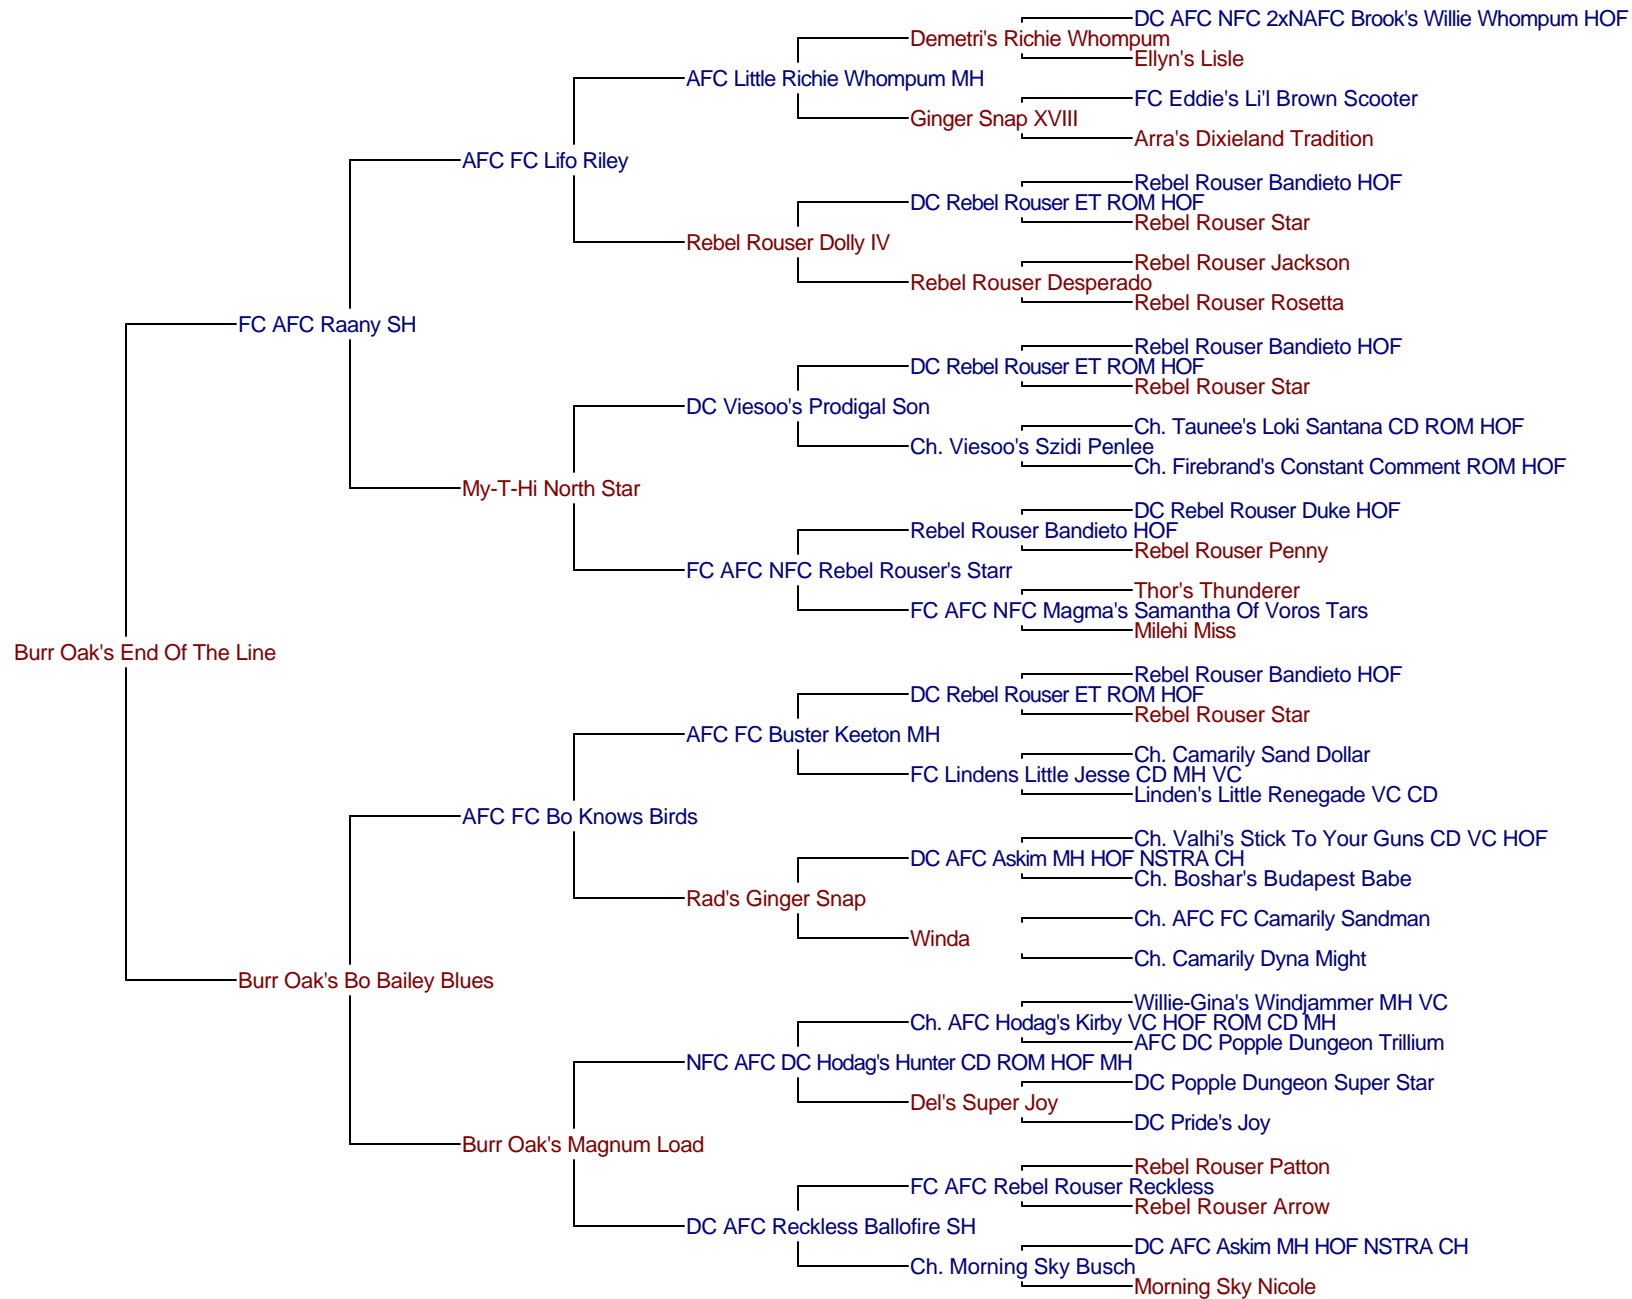 DC AFC NFC 2xNAFC Brook's Willie Whompum HOF
Demetri's Richie Whompum
Ellyn's Lisle
AFC Little Richie Whompum MH
FC Eddie's Li'l Brown Scooter
Ginger Snap XVIII
Arra's Dixieland Tradition
AFC FC Lifo Riley
Rebel Rouser Bandieto HOF
DC Rebel Rouser ET ROM HOF
Rebel Rouser Star
Rebel Rouser Dolly IV
Rebel Rouser Jackson
Rebel Rouser Desperado
Rebel Rouser Rosetta
FC AFC Raany SH
Rebel Rouser Bandieto HOF
DC Rebel Rouser ET ROM HOF
Rebel Rouser Star
DC Viesoo's Prodigal Son
Ch. Taunee's Loki Santana CD ROM HOF
Ch. Viesoo's Szidi Penlee
Ch. Firebrand's Constant Comment ROM HOF
My-T-Hi North Star
DC Rebel Rouser Duke HOF
Rebel Rouser Bandieto HOF
Rebel Rouser Penny
FC AFC NFC Rebel Rouser's Starr
Thor's Thunderer
FC AFC NFC Magma's Samantha Of Voros Tars
Milehi Miss
Burr Oak's End Of The Line
Rebel Rouser Bandieto HOF
DC Rebel Rouser ET ROM HOF
Rebel Rouser Star
AFC FC Buster Keeton MH
Ch. Camarily Sand Dollar
FC Lindens Little Jesse CD MH VC
Linden's Little Renegade VC CD
AFC FC Bo Knows Birds
Ch. Valhi's Stick To Your Guns CD VC HOF
DC AFC Askim MH HOF NSTRA CH
Ch. Boshar's Budapest Babe
Rad's Ginger Snap
Ch. AFC FC Camarily Sandman
Winda
Ch. Camarily Dyna Might
Burr Oak's Bo Bailey Blues
Willie-Gina's Windjammer MH VC
Ch. AFC Hodag's Kirby VC HOF ROM CD MH
AFC DC Popple Dungeon Trillium
NFC AFC DC Hodag's Hunter CD ROM HOF MH
DC Popple Dungeon Super Star
Del's Super Joy
DC Pride's Joy
Burr Oak's Magnum Load
Rebel Rouser Patton
FC AFC Rebel Rouser Reckless
Rebel Rouser Arrow
DC AFC Reckless Ballofire SH
DC AFC Askim MH HOF NSTRA CH
Ch. Morning Sky Busch
Morning Sky Nicole